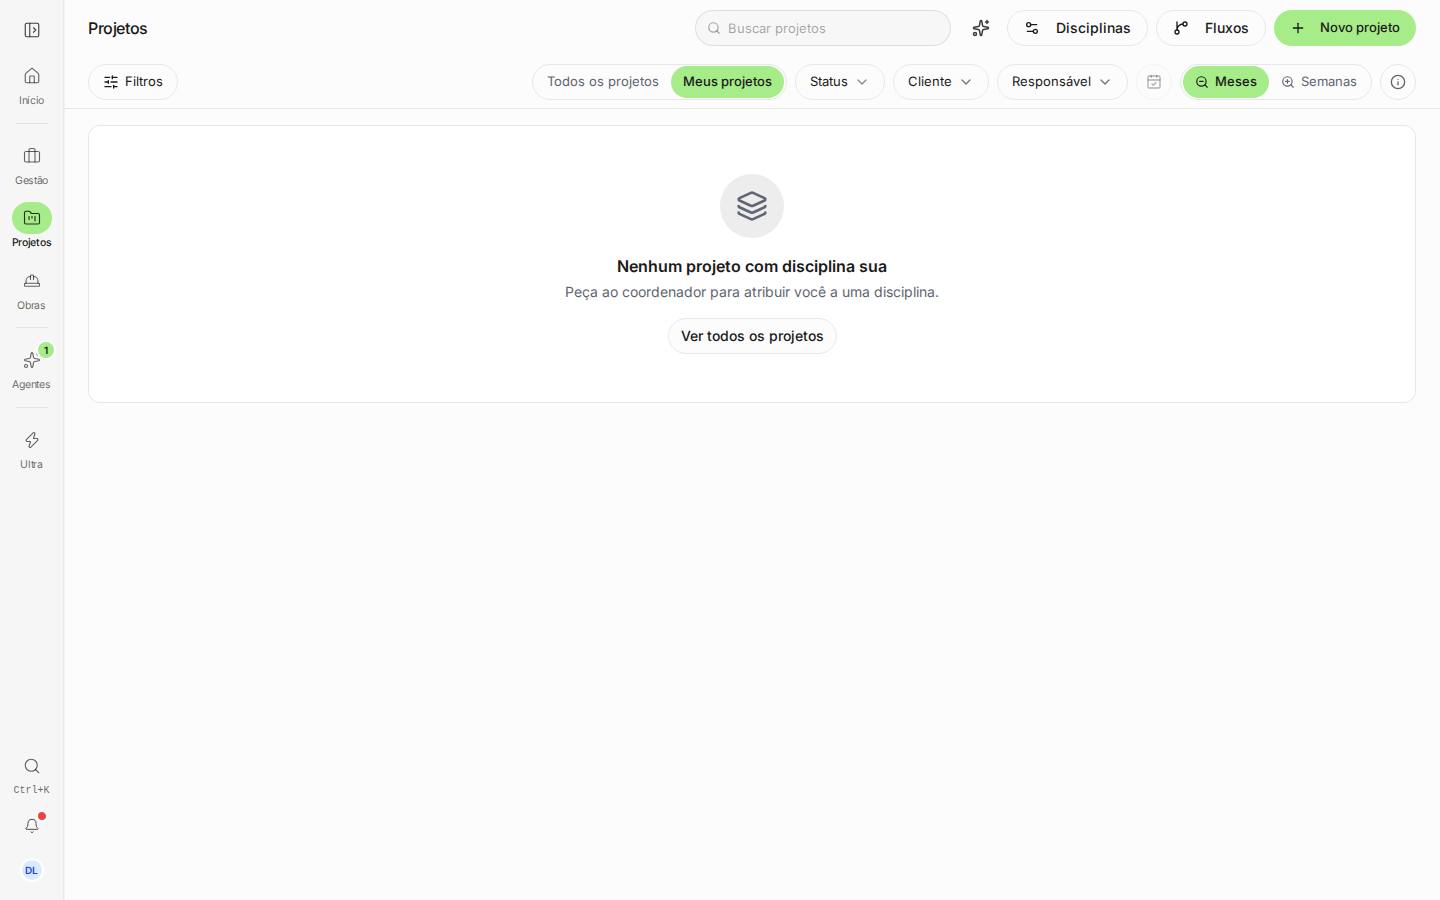 Projetos
Buscar projetos
Disciplinas
Fluxos
Novo projeto
Filtros
Todos os projetos
Meus projetos
Status
Cliente
Responsável
Meses
Semanas
Início
Gestão
Projetos
Obras
1
Agentes
Ultra
Nenhum projeto com disciplina sua
Peça ao coordenador para atribuir você a uma disciplina.
Ver todos os projetos
Ctrl+K
DL